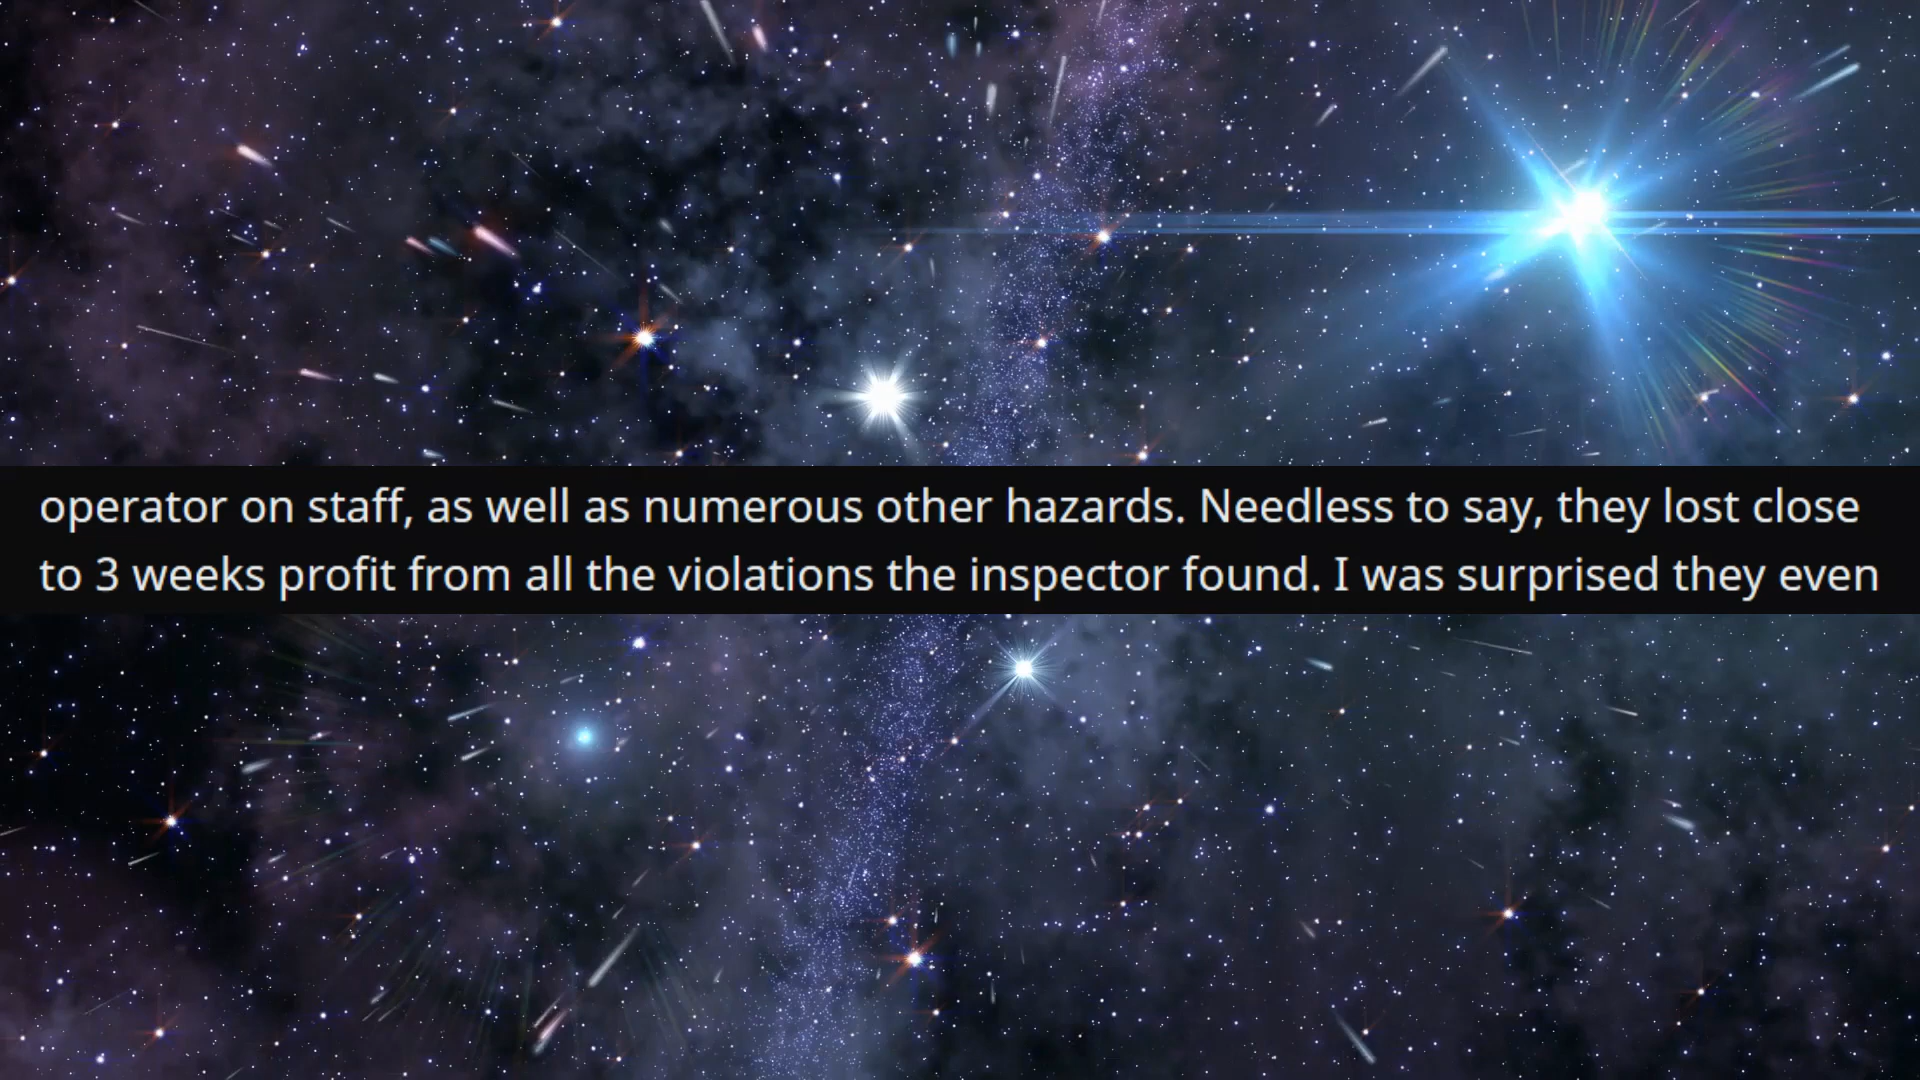 operator on staff, as well as numerous other hazards. Needless to say, they lost close
to 3 weeks profit from all the violations the inspector found. I was surprised they even